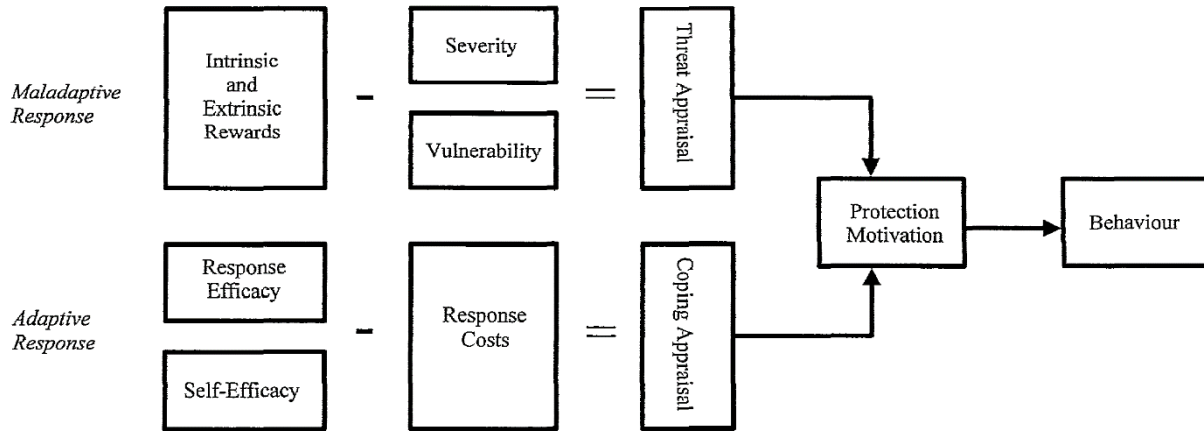 Maladaptive
Response
Intrinsic
and
Extrinsic
Rewards
-
Severity
Vulnerability
=
Threat Appraisal
Adaptive
Response
Response
Efficacy
Self-Efficacy
-
Response
Costs
=
Coping Appraisal
Protection
Motivation
Behaviour